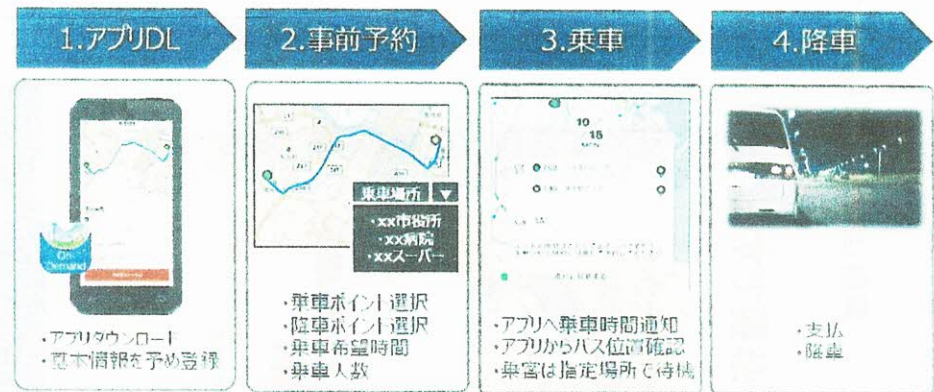 1.アプリDL
2.事前予約
3.乗車
4.降車
On-
Demand
・アプリダウンロード
・基本情報を予め登録
乗車場所 ▼
・xx市役所
・xx病院
・xxスーパー
・乗車ポイント選択
・降車ポイント選択
・乗車希望時間
・乗車人数
10
15
MON
・アプリへ乗車時間通知
・アプリからバス位置確認
・乗客は指定場所で待機
・支払
・降車